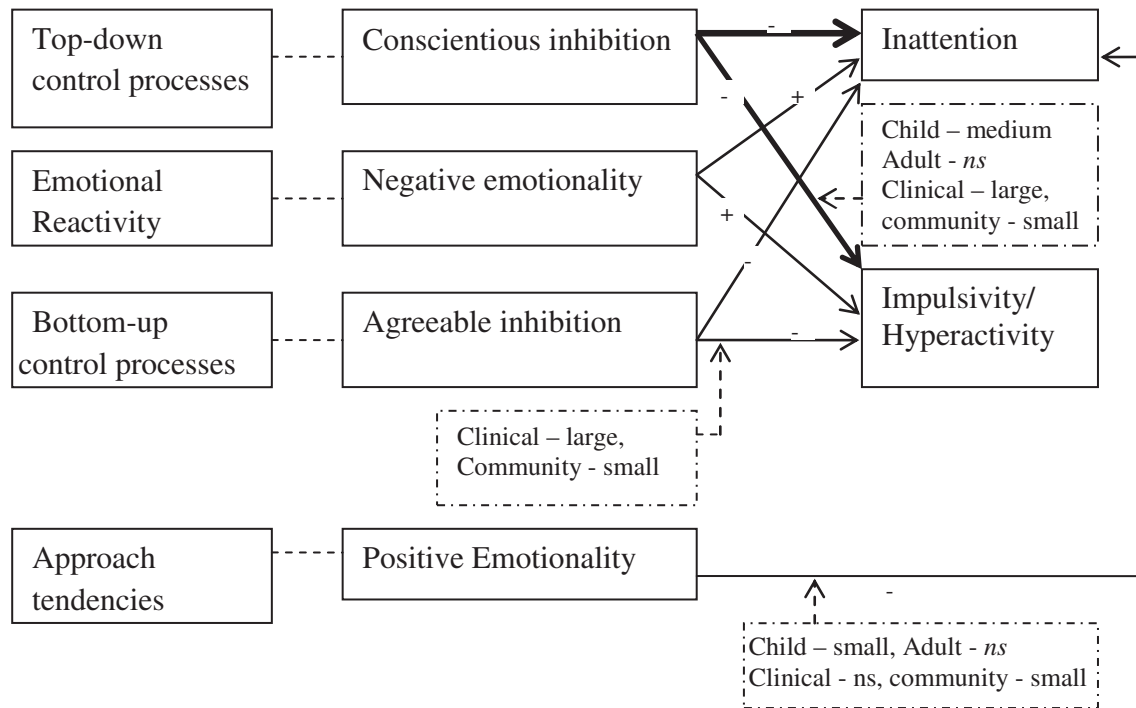 Top-down
control processes
Conscientious inhibition
-
Inattention
-
+
Child – medium
Adult - ns
Clinical – large,
community - small
Emotional
Reactivity
Negative emotionality
+
-
Bottom-up
control processes
Agreeable inhibition
-
Impulsivity/
Hyperactivity
Clinical – large,
Community - small
Approach
tendencies
Positive Emotionality
-
Child – small, Adult - ns
Clinical - ns, community - small